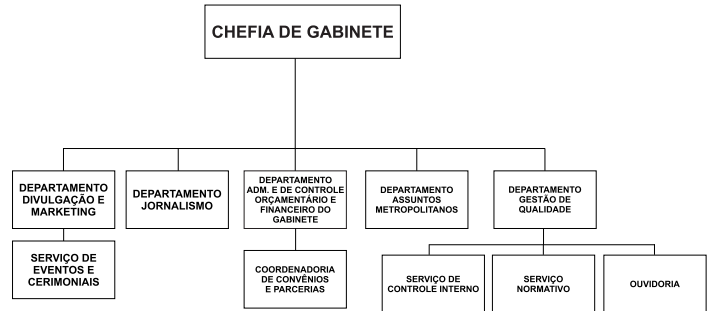 CHEFIA DE GABINETE
DEPARTAMENTO
DIVULGAÇÃO E
MARKETING
DEPARTAMENTO
JORNALISMO
DEPARTAMENTO
ADM. E DE CONTROLE
ORÇAMENTÁRIO E
FINANCEIRO DO
GABINETE
DEPARTAMENTO
ASSUNTOS
METROPOLITANOS
DEPARTAMENTO
GESTÃO DE
QUALIDADE
SERVIÇO DE
EVENTOS E
CERIMONIAIS
COORDENADORIA
DE CONVÊNIOS
E PARCERIAS
SERVIÇO DE
CONTROLE INTERNO
SERVIÇO
NORMATIVO
OUVIDORIA